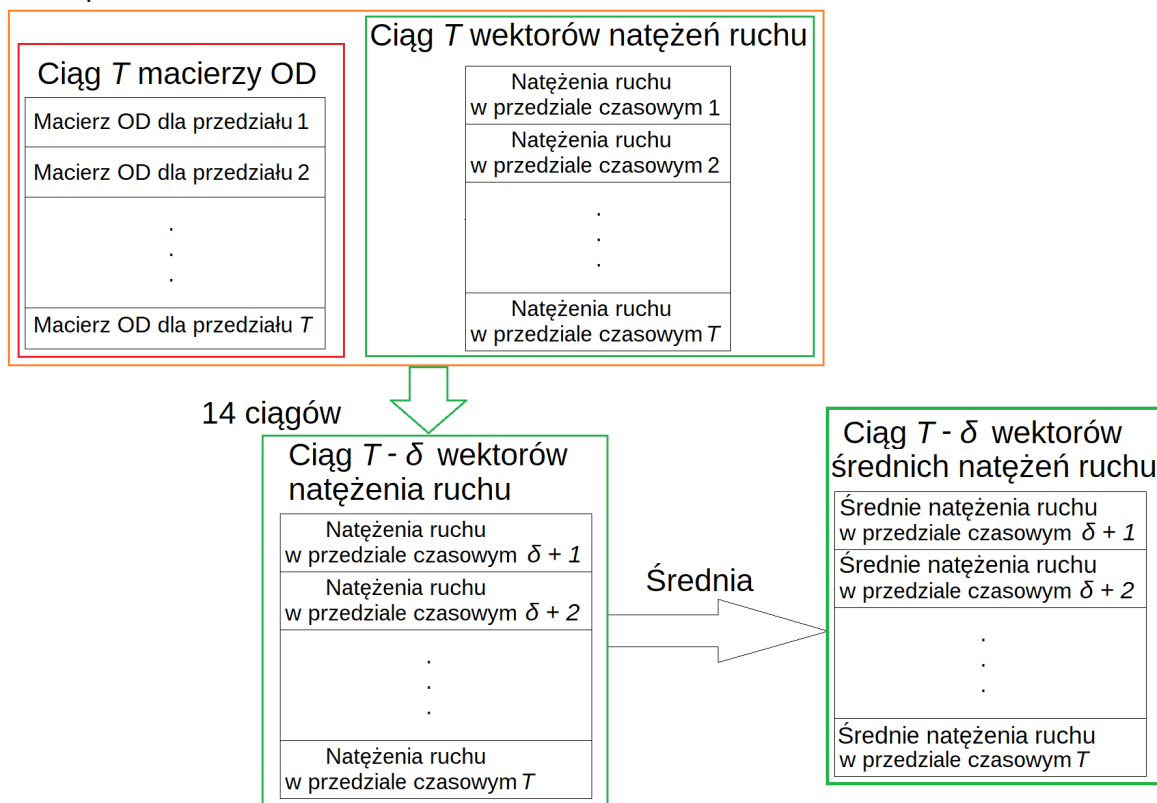 Ciąg T macierzy OD
Macierz OD dla przedziału 1
Macierz OD dla przedziału 2
.
.
.
Macierz OD dla przedziału T
Ciąg T wektorów natężeń ruchu
Natężenia ruchu
w przedziale czasowym 1
Natężenia ruchu
w przedziale czasowym 2
.
.
.
Natężenia ruchu
w przedziale czasowym T
14 ciągów
Ciąg T - δ wektorów
natężenia ruchu
Natężenia ruchu
w przedziale czasowym δ + 1
Natężenia ruchu
w przedziale czasowym δ + 2
.
.
.
Natężenia ruchu
w przedziale czasowym T
Średnia
Ciąg T - δ wektorów
średnich natężeń ruchu
Średnie natężenia ruchu
w przedziale czasowym δ + 1
Średnie natężenia ruchu
w przedziale czasowym δ + 2
.
.
.
Średnie natężenia ruchu
w przedziale czasowym T